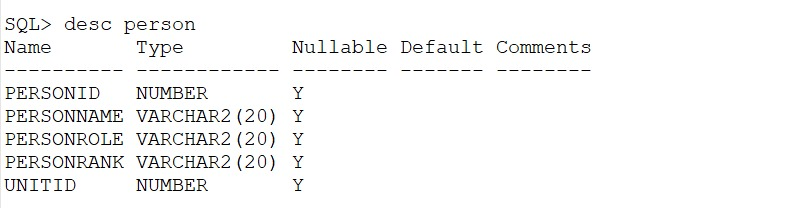 SQL> desc person
Name       Type         Nullable Default Comments
---------- ------------ -------- ------- --------
PERSONID   NUMBER       Y
PERSONNAME VARCHAR2(20) Y
PERSONROLE VARCHAR2(20) Y
PERSONRANK VARCHAR2(20) Y
UNITID     NUMBER       Y